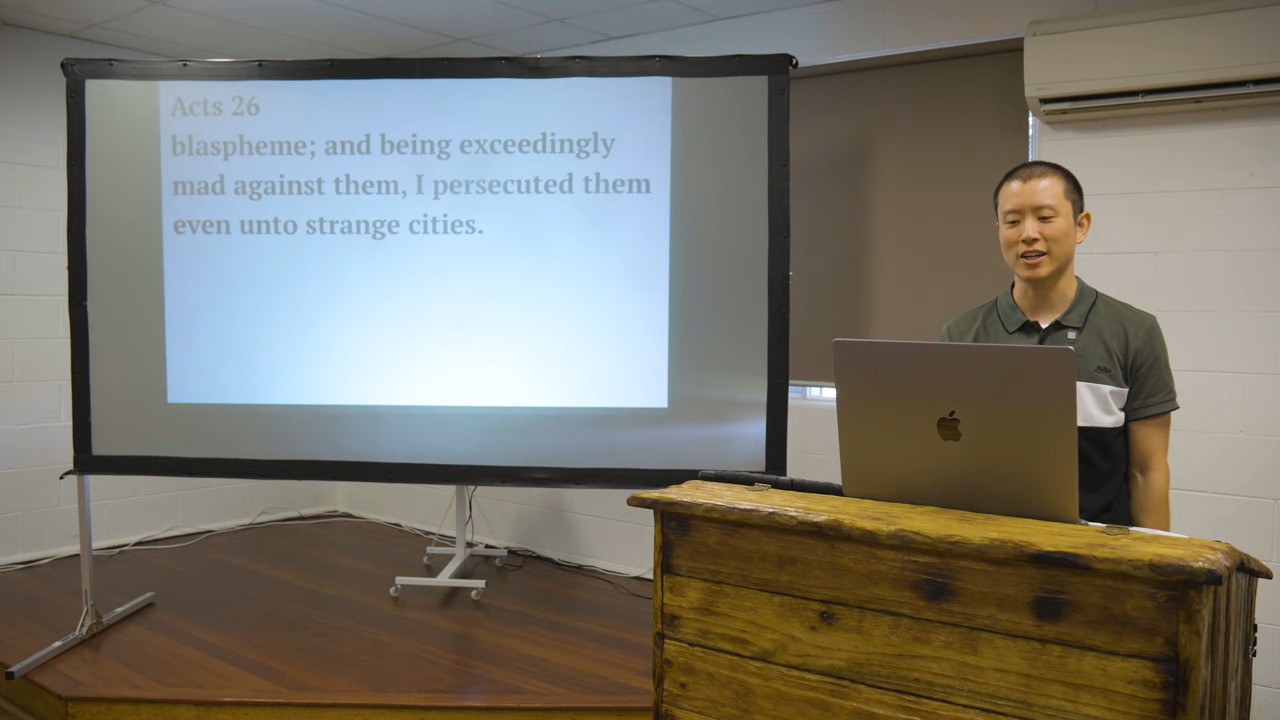 Acts 26
blaspheme; and being exceedingly
mad against them, I persecuted them
even unto strange cities.